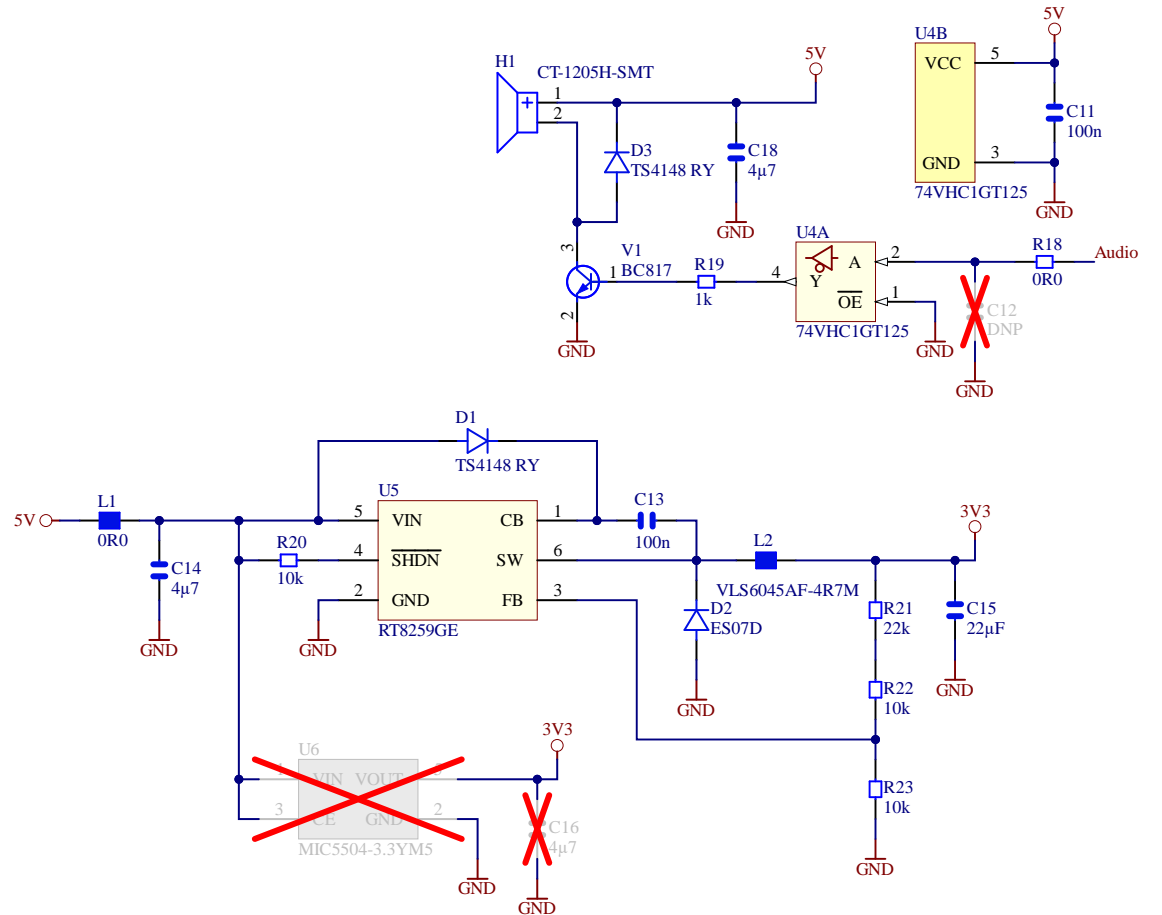 H1
CT-1205H-SMT
1
2
5V
D3
TS4148 RY
C18
4µ7
GND
3
V1
BC817
1
2
GND
R19
1k
U4B
5V
VCC
5
C11
100n
GND
3
74VHC1GT125
GND
U4A
4
Y
A
2
OE
1
74VHC1GT125
GND
R18
0R0
Audio
C12
DNP
GND
D1
TS4148 RY
5V
L1
0R0
C14
4µ7
GND
R20
10k
U5
5
VIN
CB
1
4
SHDN
SW
6
2
GND
FB
3
RT8259GE
GND
C13
100n
L2
VLS6045AF-4R7M
D2
ES07D
GND
3V3
R21
22k
C15
22µF
GND
R22
10k
R23
10k
GND
U6
VIN
VOUT
3
CE
GND
2
MIC5504-3.3YM5
GND
3V3
C16
4µ7
GND